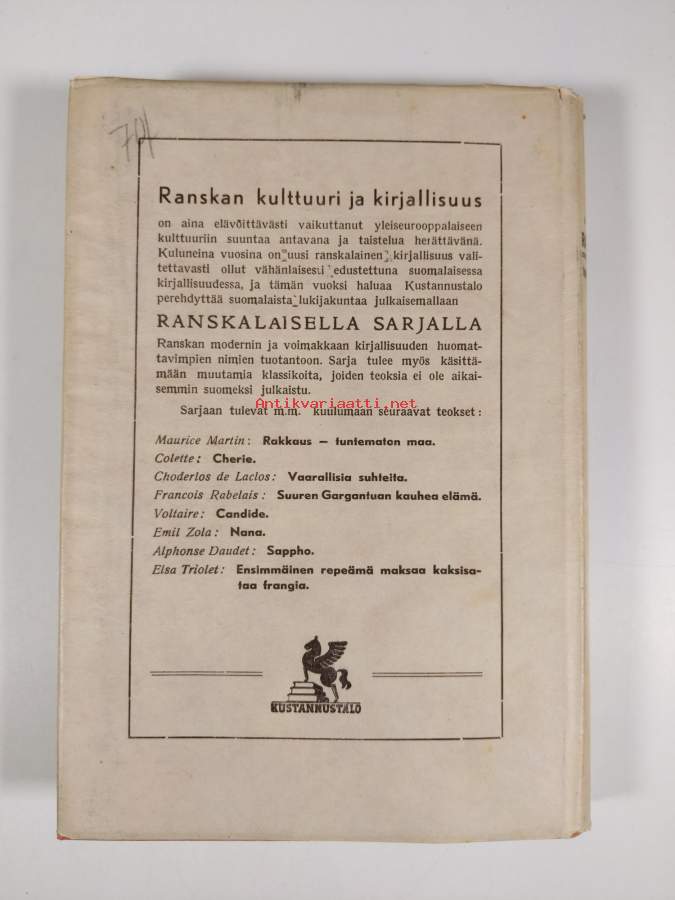 701
Ranskan kulttuuri ja kirjallisuus
on aina elävöittävästi vaikuttanut yleiseurooppalaiseen
kulttuuriin suuntaa antavana ja taistelua herättävänä.
Kuluneina vuosina on uusi ranskalainen kirjallisuus vali-
tettavasti ollut vähänlaisesti edustettuna suomalaisessa
kirjallisuudessa, ja tämän vuoksi haluaa Kustannustalo
perehdyttää suomalaista lukijakuntaa julkaisemallaan
RANSKALAISELLA SARJALLA
Ranskan modernin ja voimakkaan kirjallisuuden huomat-
tavimpien nimien tuotantoon. Sarja tulee myös käsittä-
mään muutamia klassikoita, joiden teoksia ei ole aikai-
semmin suomeksi julkaistu.
Antikvariaatti.net
Sarjaan tulevat m.m. kuulumaan seuraavat teokset:
Maurice Martin: Rakkaus — tuntematon maa.
Colette: Cherie.
Choderlos de Laclos: Vaarallisia suhteita.
Francois Rabelais: Suuren Gargantuan kauhea elämä.
Voltaire: Candide.
Emil Zola: Nana.
Alphonse Daudet: Sappho.
Elsa Triolet: Ensimmäinen repeämä maksaa kaksisa-
taa frangia.
KUSTANNUSTALO